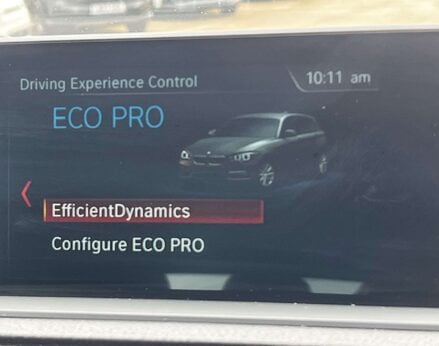 Driving Experience Control
10:11 am
ECO PRO
EfficientDynamics
Configure ECO PRO